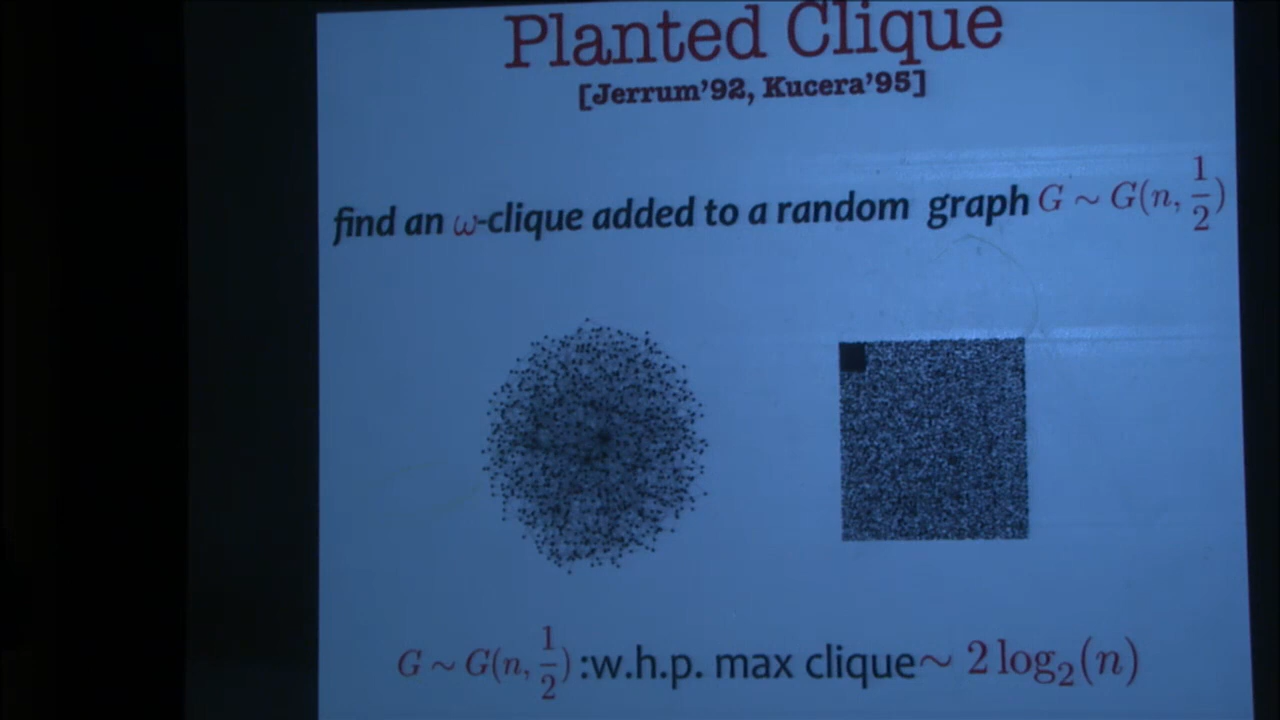 Planted Clique
[Jerrum'92, Kucera'95]
find an ω-clique added to a random graph G ~ G(n, 1/2)
G ~ G(n, 1/2) :w.h.p. max clique ~ 2 log₂(n)